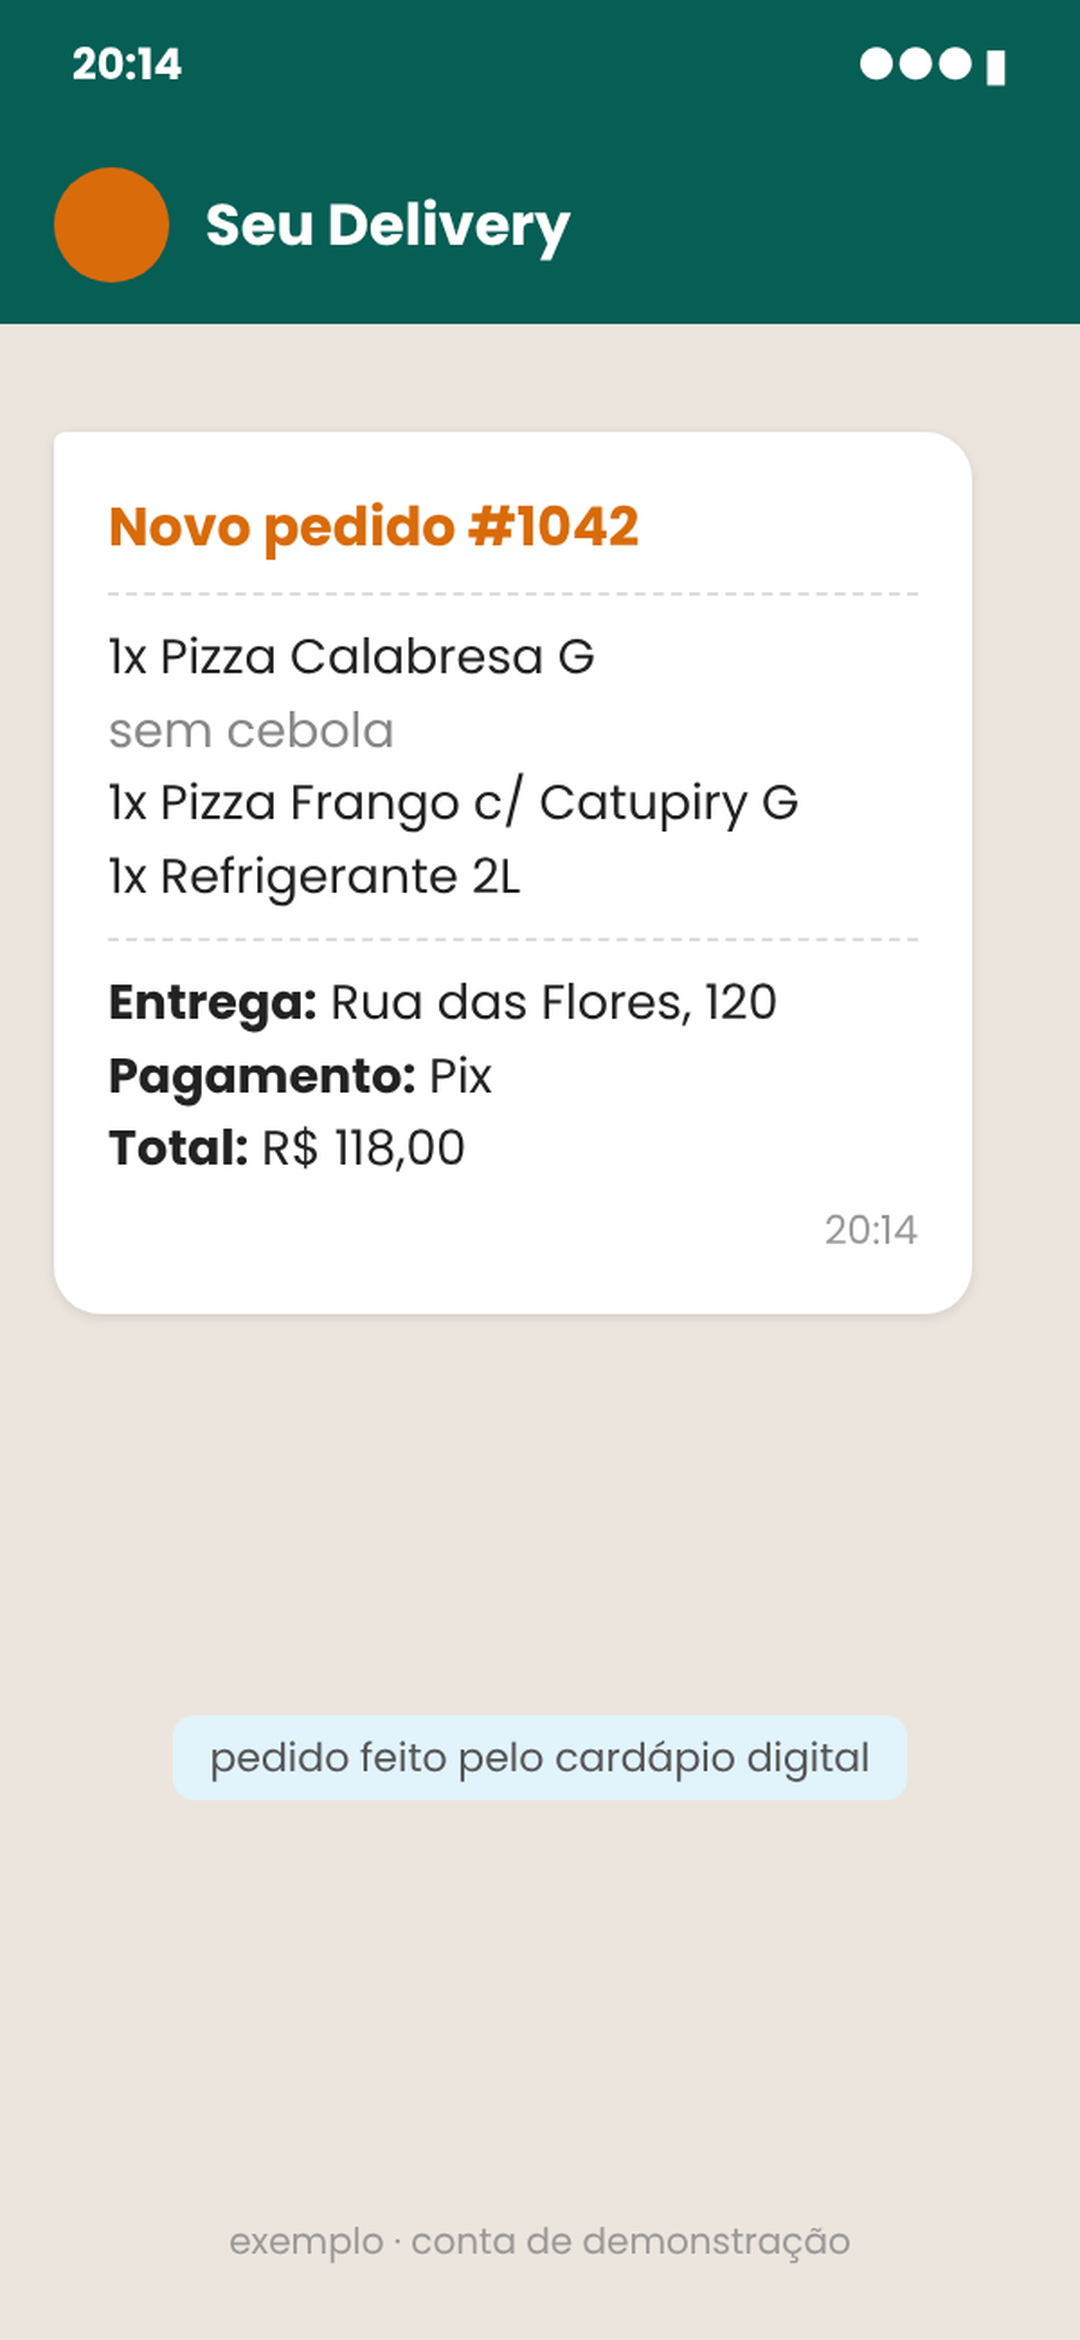 20:14
Seu Delivery
Novo pedido #1042
1x Pizza Calabresa G
sem cebola
1x Pizza Frango c/ Catupiry G
1x Refrigerante 2L
Entrega: Rua das Flores, 120
Pagamento: Pix
Total: R$ 118,00
20:14
pedido feito pelo cardápio digital
exemplo · conta de demonstração